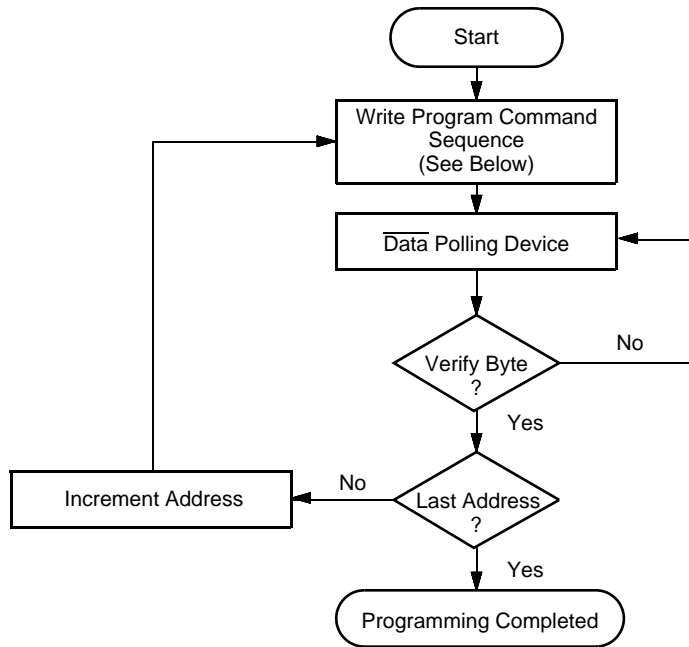 Start
Write Program Command
Sequence
(See Below)
Data Polling Device
Verify Byte
?
No
Yes
Increment Address
No
Last Address
?
Yes
Programming Completed